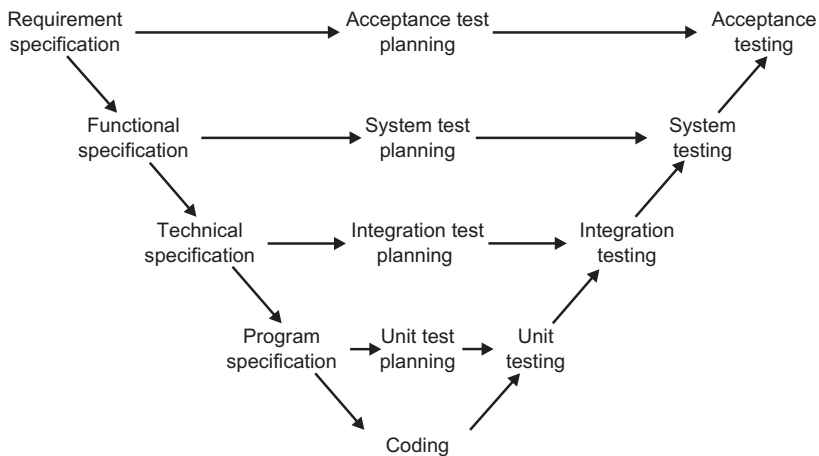 Requirement
specification
Acceptance test
planning
Acceptance
testing
Functional
specification
System test
planning
System
testing
Technical
specification
Integration test
planning
Integration
testing
Program
specification
Unit test
planning
Unit
testing
Coding